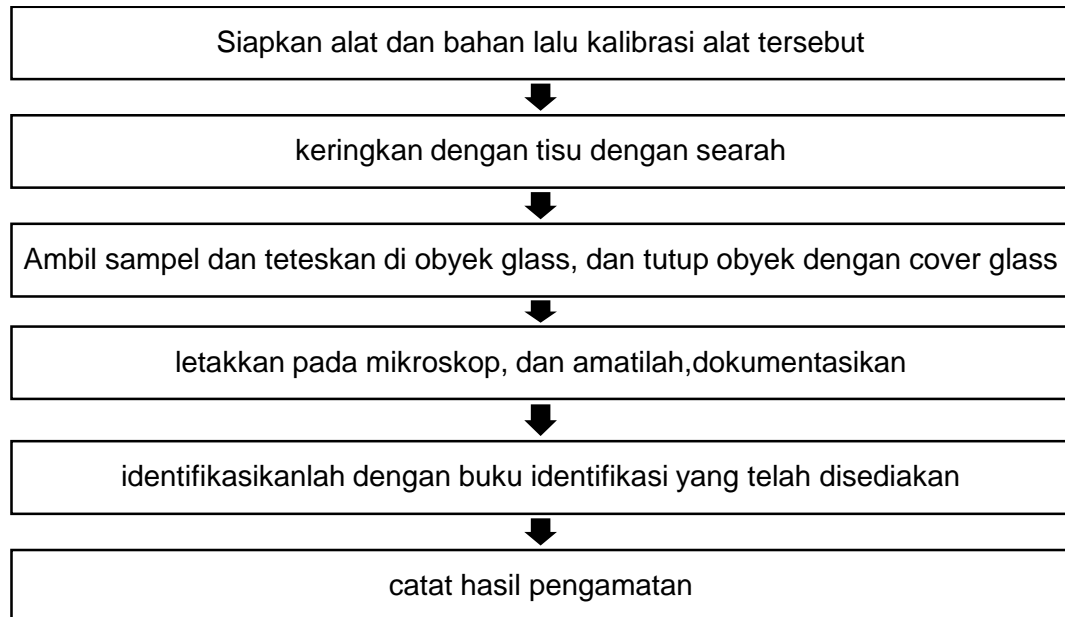 Siapkan alat dan bahan lalu kalibrasi alat tersebut
keringkan dengan tisu dengan searah
Ambil sampel dan teteskan di obyek glass, dan tutup obyek dengan cover glass
letakkan pada mikroskop, dan amatilah,dokumentasikan
identifikasikanlah dengan buku identifikasi yang telah disediakan
catat hasil pengamatan